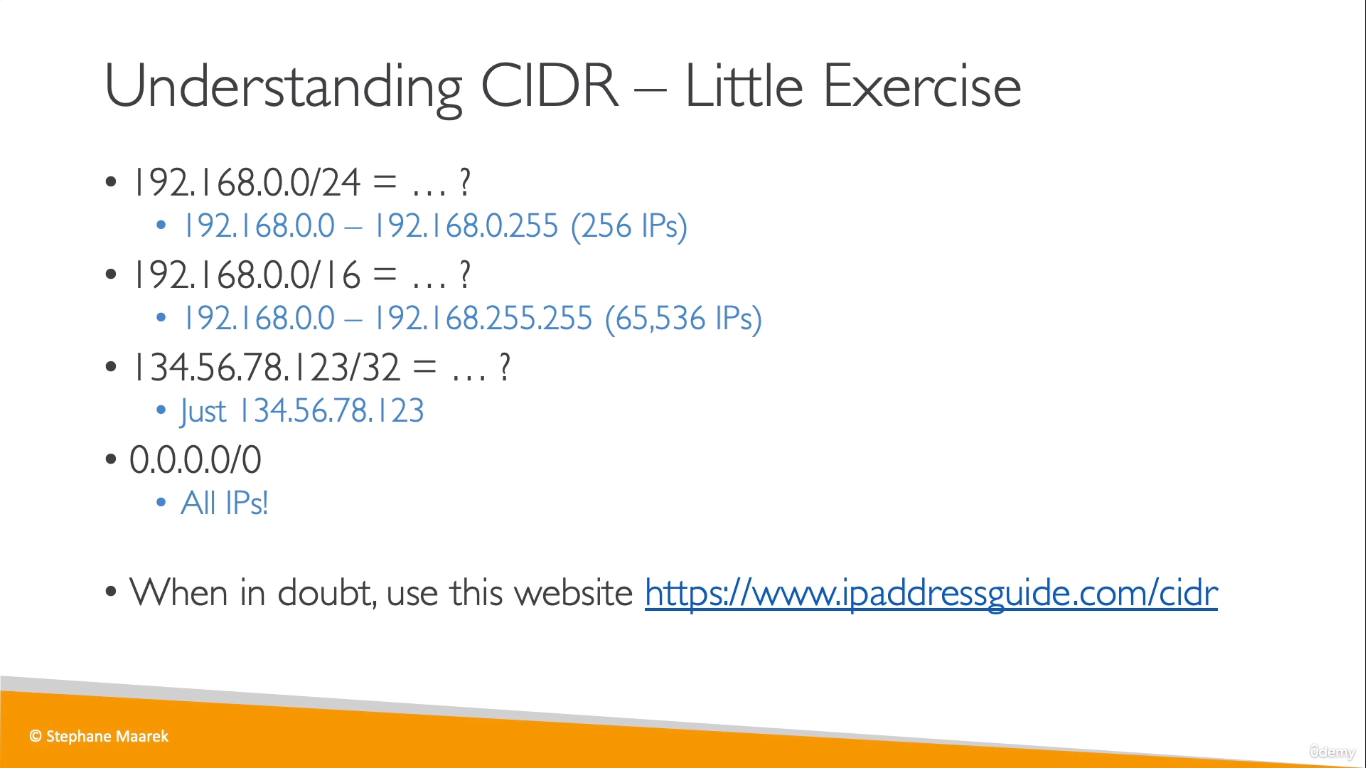 Understanding CIDR – Little Exercise
• 192.168.0.0/24 = … ?
• 192.168.0.0 – 192.168.0.255 (256 IPs)
• 192.168.0.0/16 = … ?
• 192.168.0.0 – 192.168.255.255 (65,536 IPs)
• 134.56.78.123/32 = … ?
• Just 134.56.78.123
• 0.0.0.0/0
• All IPs!
• When in doubt, use this website https://www.ipaddressguide.com/cidr
© Stephane Maarek
ûdemy